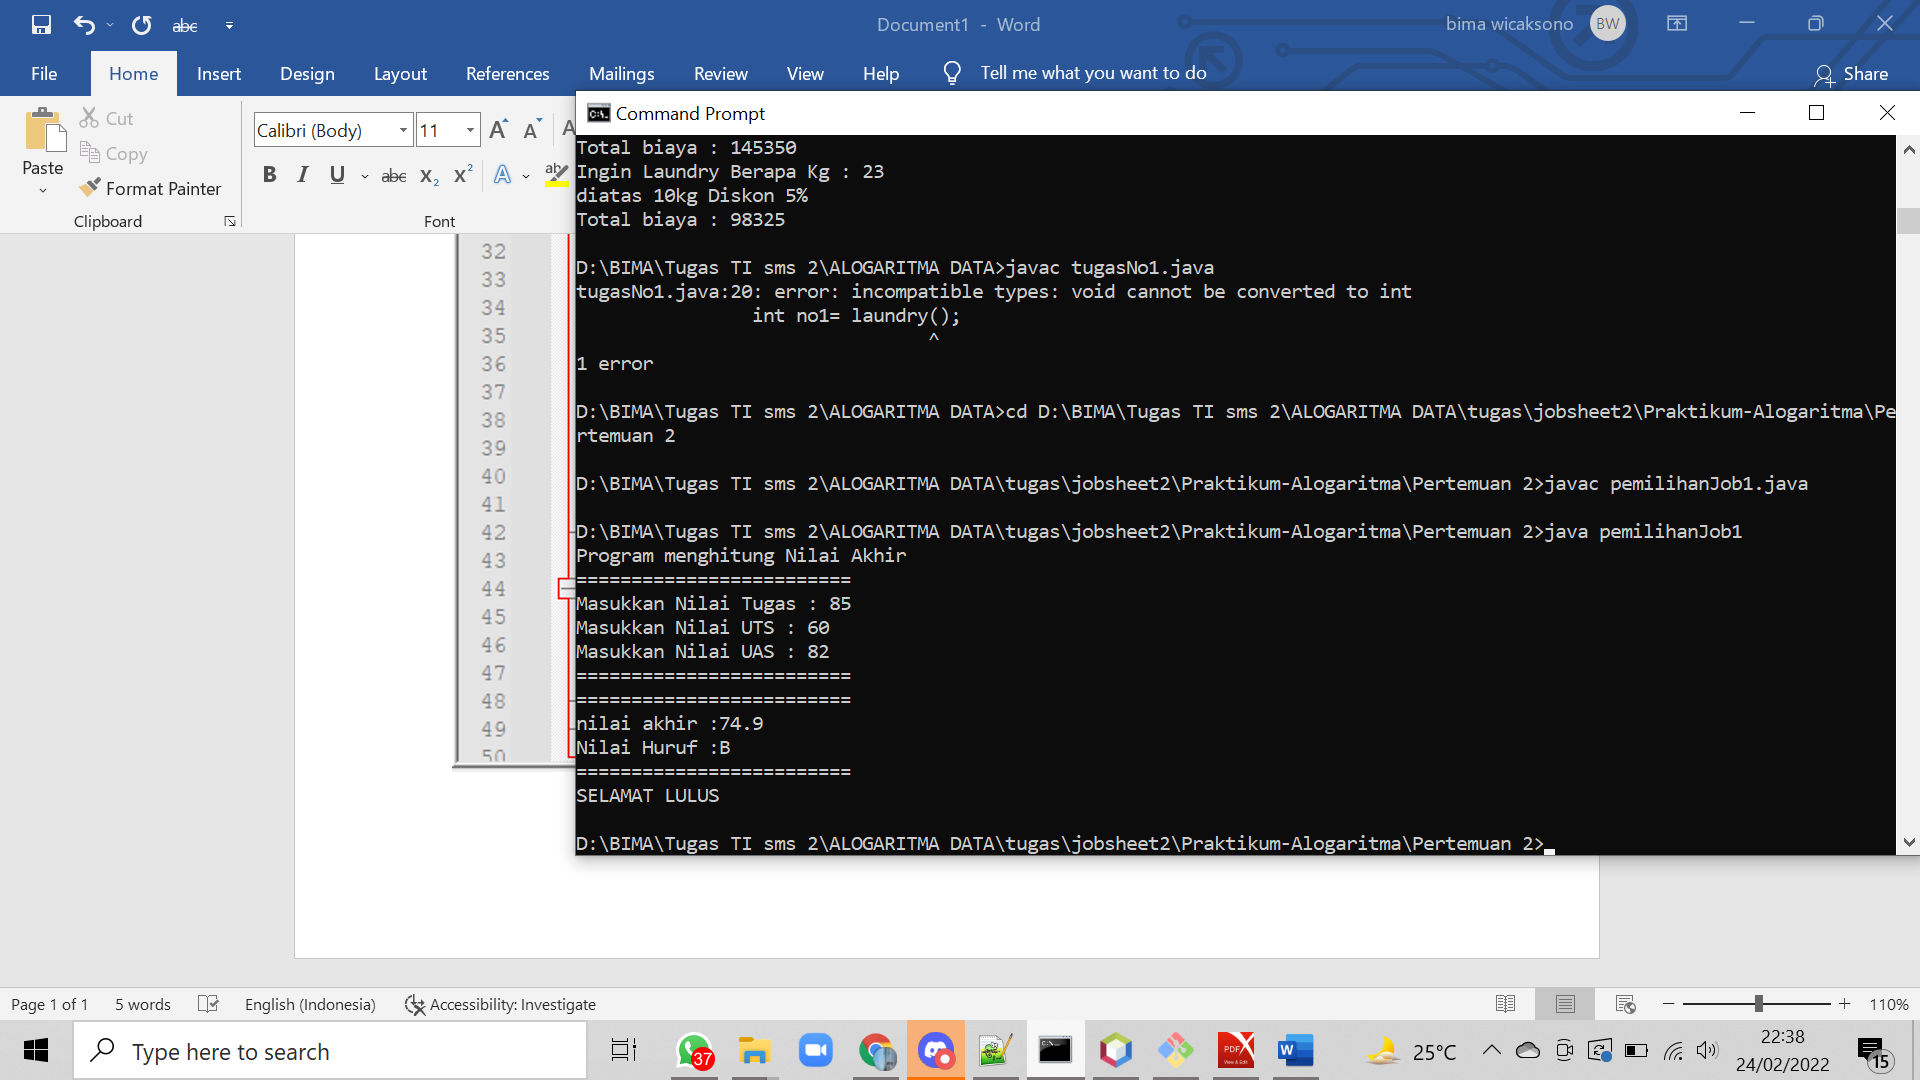 abc
Document1 - Word
bima wicaksono
BW
File
Home
Insert
Design
Layout
References
Mailings
Review
View
Help
Tell me what you want to do
Share
Paste
Cut
Copy
Format Painter
Clipboard
Calibri (Body)
11
A
A
A
B I U abc X₂ X² A ab
Font
32
33
34
35
36
37
38
39
40
41
42
43
44
45
46
47
48
49
50
C:\.
Command Prompt
Total biaya : 145350
Ingin Laundry Berapa Kg : 23
diatas 10kg Diskon 5%
Total biaya : 98325
D:\BIMA\Tugas TI sms 2\ALOGARITMA DATA>javac tugasNo1.java
tugasNo1.java:20: error: incompatible types: void cannot be converted to int
int no1= laundry();
^
1 error
D:\BIMA\Tugas TI sms 2\ALOGARITMA DATA>cd D:\BIMA\Tugas TI sms 2\ALOGARITMA DATA\tugas\jobsheet2\Praktikum-Alogaritma\Pe
rtemuan 2
D:\BIMA\Tugas TI sms 2\ALOGARITMA DATA\tugas\jobsheet2\Praktikum-Alogaritma\Pertemuan 2>javac pemilihanJob1.java
D:\BIMA\Tugas TI sms 2\ALOGARITMA DATA\tugas\jobsheet2\Praktikum-Alogaritma\Pertemuan 2>java pemilihanJob1
Program menghitung Nilai Akhir
=========================
Masukkan Nilai Tugas : 85
Masukkan Nilai UTS : 60
Masukkan Nilai UAS : 82
=========================
=========================
nilai akhir :74.9
Nilai Huruf :B
=========================
SELAMAT LULUS
D:\BIMA\Tugas TI sms 2\ALOGARITMA DATA\tugas\jobsheet2\Praktikum-Alogaritma\Pertemuan 2>
Page 1 of 1
5 words
English (Indonesia)
Accessibility: Investigate
110%
Type here to search
37
PDF
W
25°C
22:38
24/02/2022
15